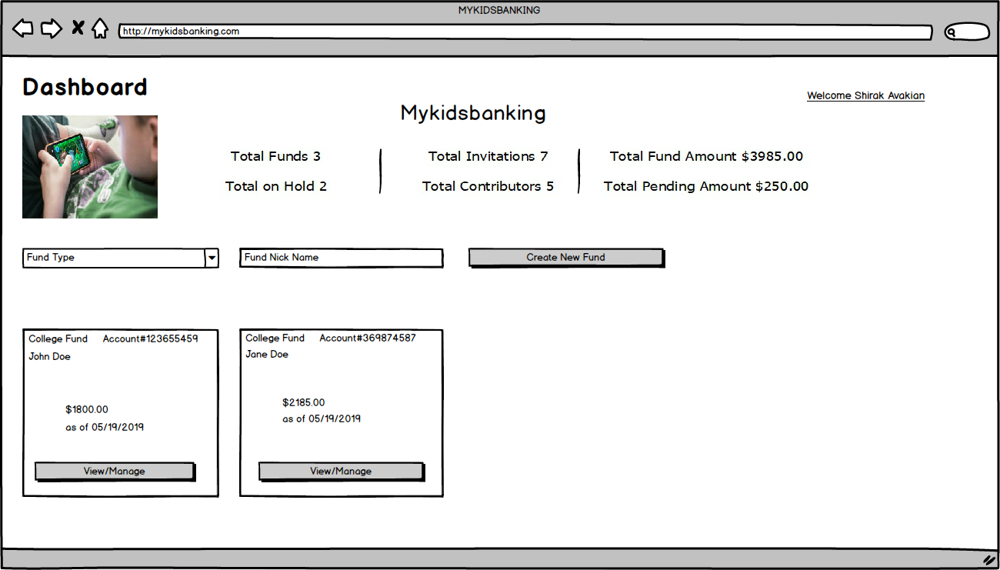 MYKIDSBANKING
http://mykidsbanking.com
Dashboard
Welcome Shirak Avakian
Mykidsbanking
Total Funds 3
Total Invitations 7
Total Fund Amount $3985.00
Total on Hold 2
Total Contributors 5
Total Pending Amount $250.00
Fund Type
Fund Nick Name
Create New Fund
College Fund Account#123655459
John Doe
$1800.00
as of 05/19/2019
View/Manage
College Fund Account#369874587
Jane Doe
$2185.00
as of 05/19/2019
View/Manage